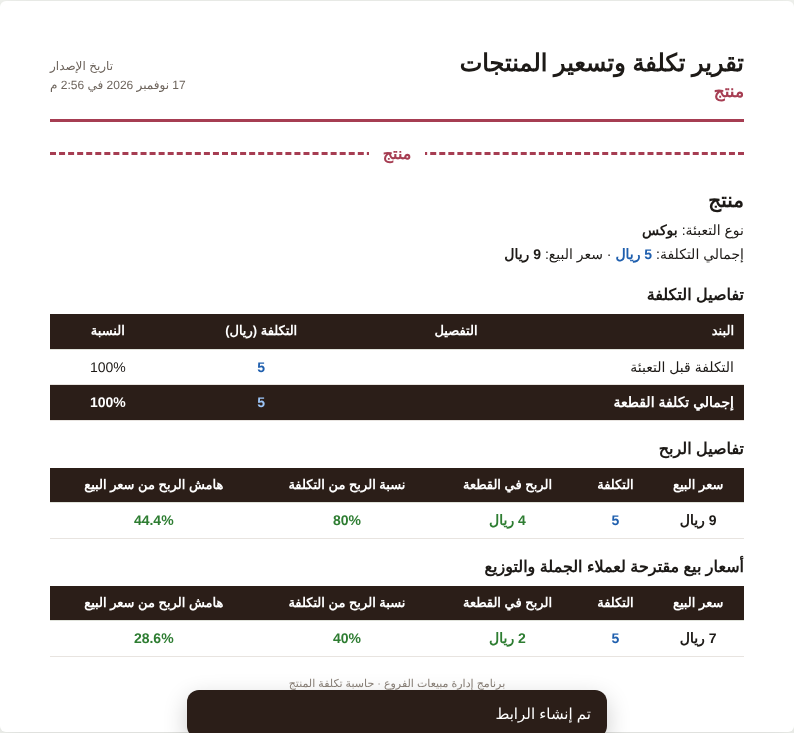 تقرير تكلفة وتسعير المنتجات
منتج
تاريخ الإصدار
17 نوفمبر 2026 في 2:56 م
منتج
منتج
نوع التعبئة: بوكس
إجمالي التكلفة: 5 ريال · سعر البيع: 9 ريال
تفاصيل التكلفة
البند التفصيل التكلفة (ريال) النسبة
التكلفة قبل التعبئة 5 100%
إجمالي تكلفة القطعة 5 100%
تفاصيل الربح
سعر البيع التكلفة الربح في القطعة نسبة الربح من التكلفة هامش الربح من سعر البيع
9 ريال 5 4 ريال 80% 44.4%
أسعار بيع مقترحة لعملاء الجملة والتوزيع
سعر البيع التكلفة الربح في القطعة نسبة الربح من التكلفة هامش الربح من سعر البيع
7 ريال 5 2 ريال 40% 28.6%
برنامج إدارة مبيعات الفروع · حاسبة تكلفة المنتج
تم إنشاء الرابط